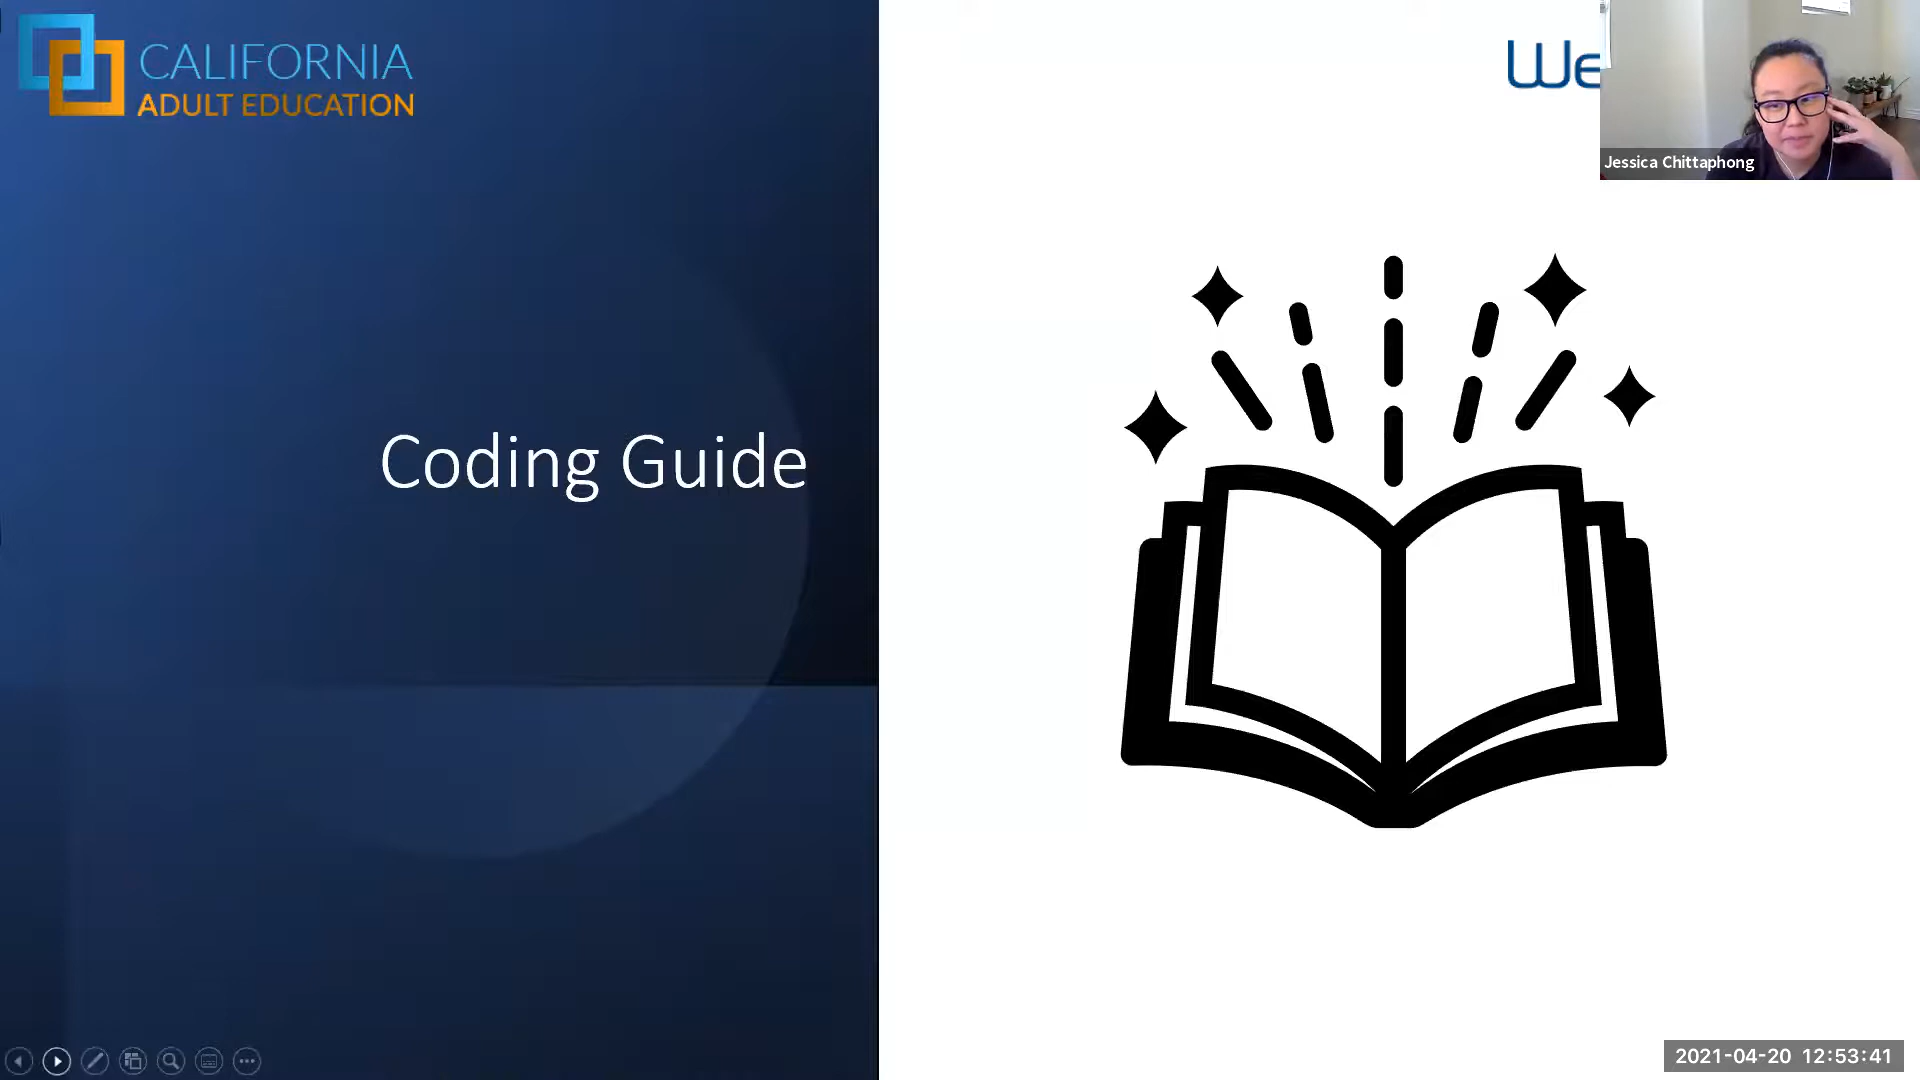 CALIFORNIA
ADULT EDUCATION
We
Jessica Chittaphong
Coding Guide
2021-04-20 12:53:41